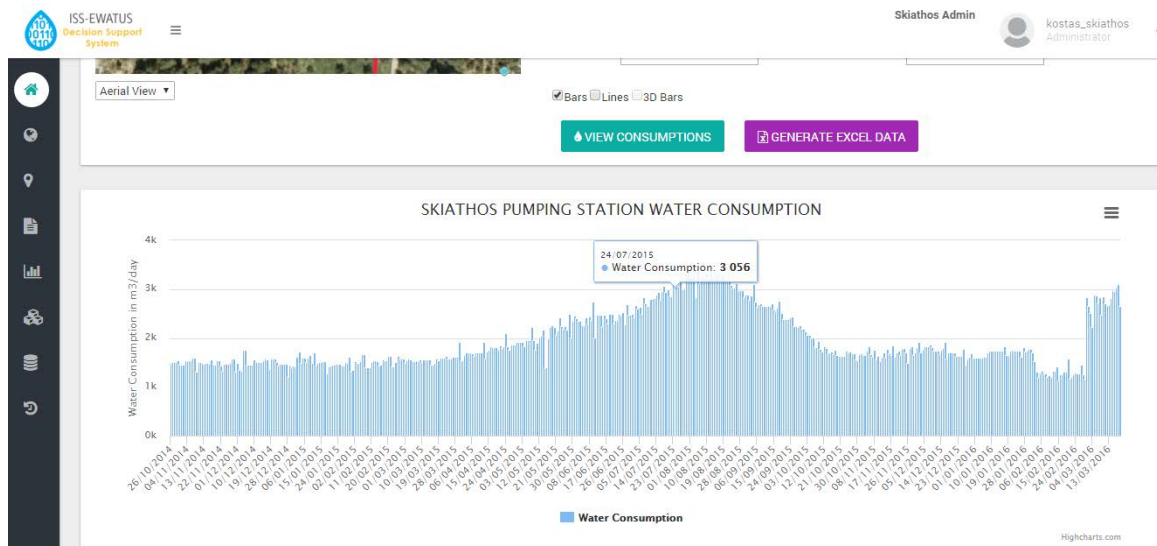 ISS-EWATUS
Decision Support
System
Skiathos Admin
kostas_skiathos
Administrator
Aerial View
Bars Lines 3D Bars
VIEW CONSUMPTIONS
GENERATE EXCEL DATA
SKIATHOS PUMPING STATION WATER CONSUMPTION
24/07/2015
Water Consumption: 3 056
Water Consumption in m3/day
4k
3k
2k
1k
0k
26/10/2014
04/11/2014
13/11/2014
22/11/2014
01/12/2014
10/12/2014
19/12/2014
28/12/2014
06/01/2015
15/01/2015
24/01/2015
02/02/2015
11/02/2015
20/02/2015
01/03/2015
10/03/2015
19/03/2015
28/03/2015
06/04/2015
15/04/2015
24/04/2015
03/05/2015
12/05/2015
21/05/2015
30/05/2015
08/06/2015
17/06/2015
26/06/2015
05/07/2015
14/07/2015
23/07/2015
01/08/2015
10/08/2015
19/08/2015
28/08/2015
06/09/2015
15/09/2015
24/09/2015
03/10/2015
12/10/2015
21/10/2015
30/10/2015
08/11/2015
17/11/2015
26/11/2015
05/12/2015
14/12/2015
23/12/2015
01/01/2016
10/01/2016
19/01/2016
28/01/2016
06/02/2016
15/02/2016
24/02/2016
04/03/2016
13/03/2016
Water Consumption
Highcharts.com